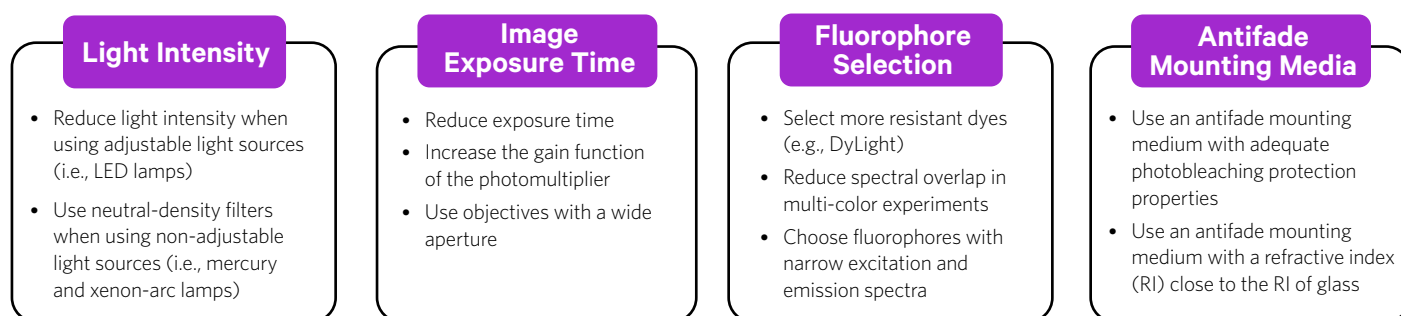 Light Intensity
• Reduce light intensity when
using adjustable light sources
(i.e., LED lamps)
• Use neutral-density filters
when using non-adjustable
light sources (i.e., mercury
and xenon-arc lamps)
Image
Exposure Time
• Reduce exposure time
• Increase the gain function
of the photomultiplier
• Use objectives with a wide
aperture
Fluorophore
Selection
• Select more resistant dyes
(e.g., DyLight)
• Reduce spectral overlap in
multi-color experiments
• Choose fluorophores with
narrow excitation and
emission spectra
Antifade
Mounting Media
• Use an antifade mounting
medium with adequate
photobleaching protection
properties
• Use an antifade mounting
medium with a refractive index
(RI) close to the RI of glass